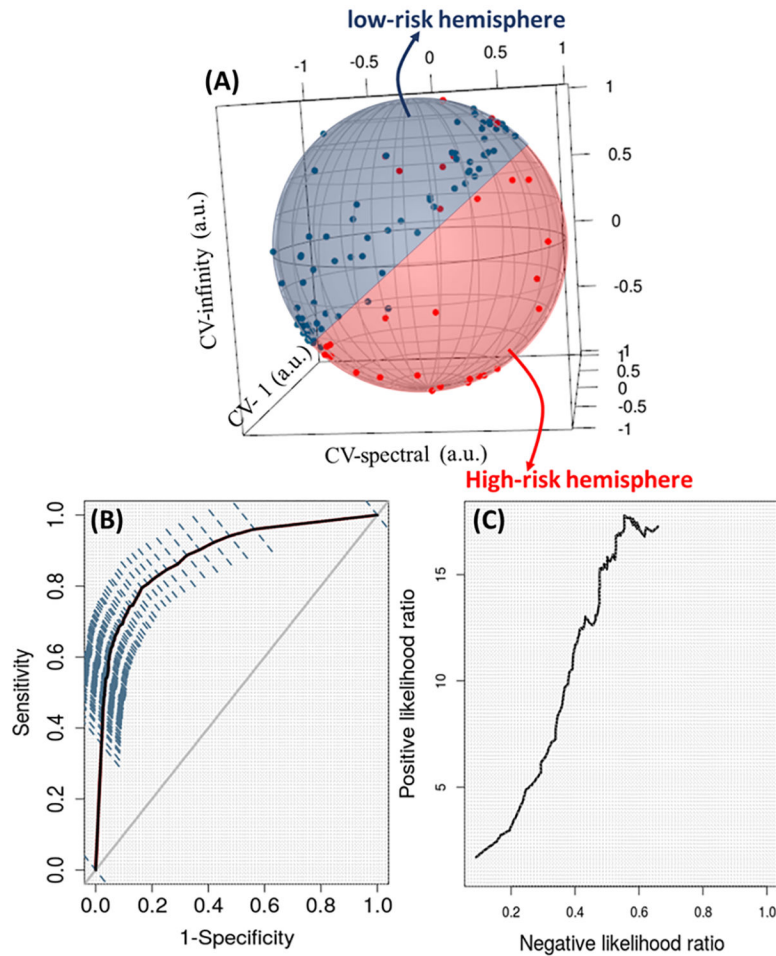 low-risk hemisphere
(A)
-1 -0.5 0 0.5 1
1
0.5
0
-0.5
-1
1
0.5
0
-0.5
-1
CV-infinity (a.u.)
CV- 1 (a.u.)
CV-spectral (a.u.)
High-risk hemisphere
(B)
1.0
0.8
0.6
0.4
0.2
0.0
Sensitivity
0.0 0.2 0.4 0.6 0.8 1.0
1-Specificity
(C)
15
10
5
Positive likelihood ratio
0.2 0.4 0.6 0.8 1.0
Negative likelihood ratio